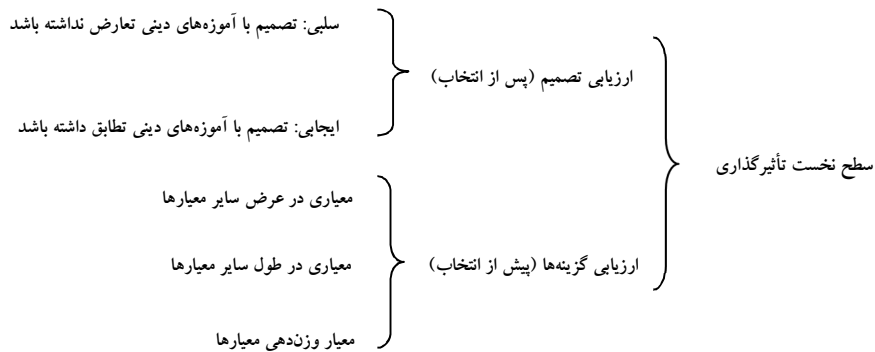 سطح نخست تأثیرگذاری
ارزیابی تصمیم (پس از انتخاب)
سلبی: تصمیم با آموزه‌های دینی تعارض نداشته باشد
ایجابی: تصمیم با آموزه‌های دینی تطابق داشته باشد
ارزیابی گزینه‌ها (پیش از انتخاب)
معیاری در عرض سایر معیارها
معیاری در طول سایر معیارها
معیار وزن‌دهی معیارها